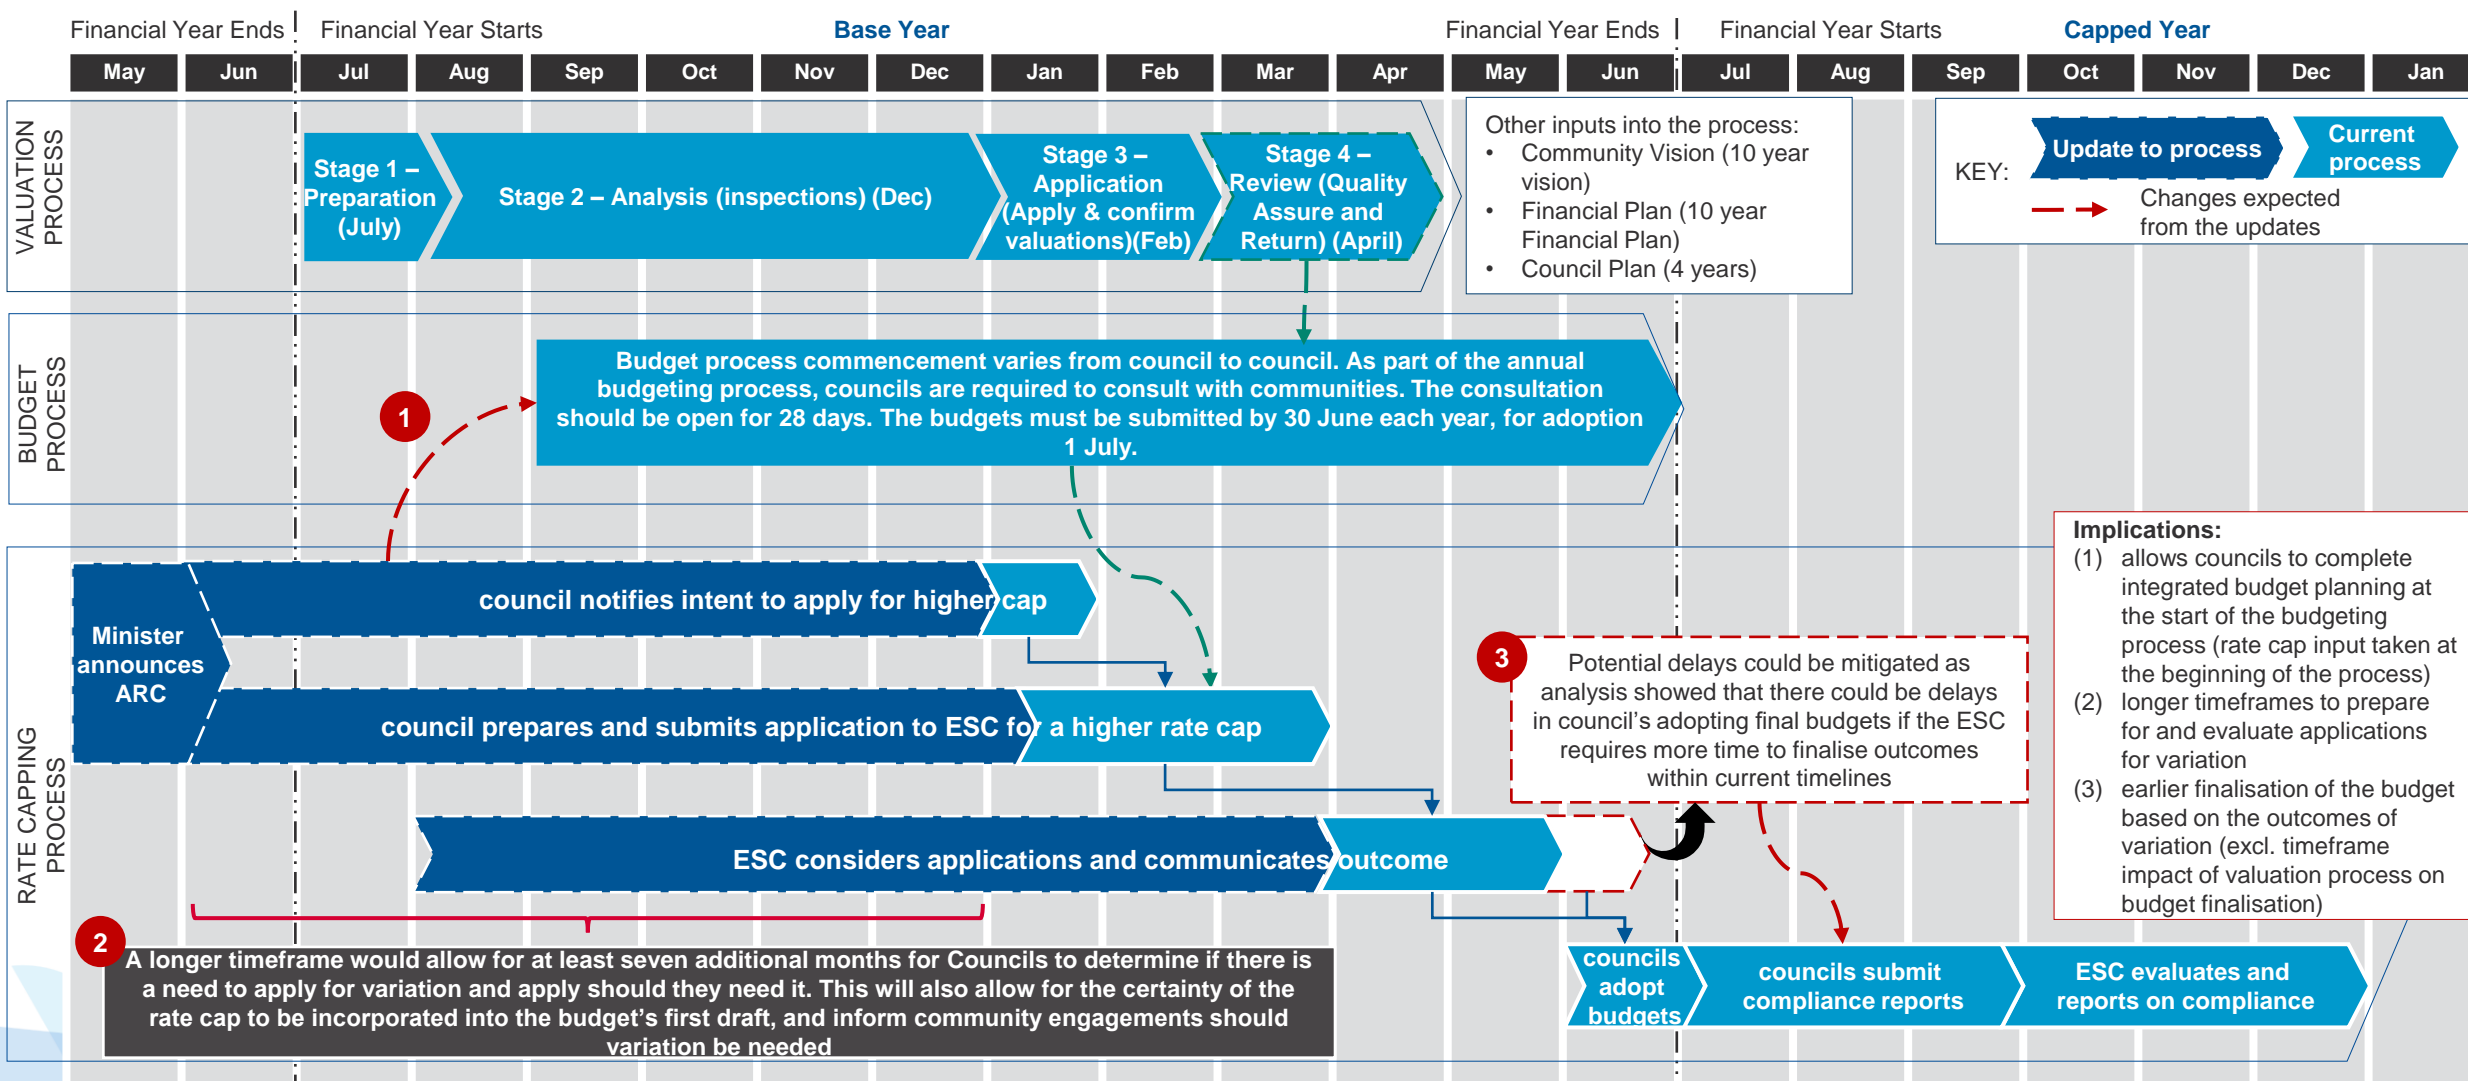 Financial Year Ends
Financial Year Starts
Base Year
Financial Year Ends
Financial Year Starts
Capped Year
May Jun Jul Aug Sep Oct Nov Dec Jan Feb Mar Apr May Jun Jul Aug Sep Oct Nov Dec Jan
VALUATION
PROCESS
Stage 1 –
Preparation
(July)
Stage 2 – Analysis (inspections) (Dec)
Stage 3 –
Application
(Apply & confirm
valuations)(Feb)
Stage 4 –
Review (Quality
Assure and
Return) (April)
Other inputs into the process:
• Community Vision (10 year
vision)
• Financial Plan (10 year
Financial Plan)
• Council Plan (4 years)
KEY:
Update to process
Current
process
Changes expected
from the updates
BUDGET
PROCESS
1
Budget process commencement varies from council to council. As part of the annual
budgeting process, councils are required to consult with communities. The consultation
should be open for 28 days. The budgets must be submitted by 30 June each year, for adoption
1 July.
RATE CAPPING
PROCESS
Minister
announces
ARC
council notifies intent to apply for higher cap
council prepares and submits application to ESC for a higher rate cap
ESC considers applications and communicates outcome
3
Potential delays could be mitigated as
analysis showed that there could be delays
in council's adopting final budgets if the ESC
requires more time to finalise outcomes
within current timelines
Implications:
(1) allows councils to complete
integrated budget planning at
the start of the budgeting
process (rate cap input taken at
the beginning of the process)
(2) longer timeframes to prepare
for and evaluate applications
for variation
(3) earlier finalisation of the budget
based on the outcomes of
variation (excl. timeframe
impact of valuation process on
budget finalisation)
2
A longer timeframe would allow for at least seven additional months for Councils to determine if there is
a need to apply for variation and apply should they need it. This will also allow for the certainty of the
rate cap to be incorporated into the budget's first draft, and inform community engagements should
variation be needed
councils
adopt
budgets
councils submit
compliance reports
ESC evaluates and
reports on compliance